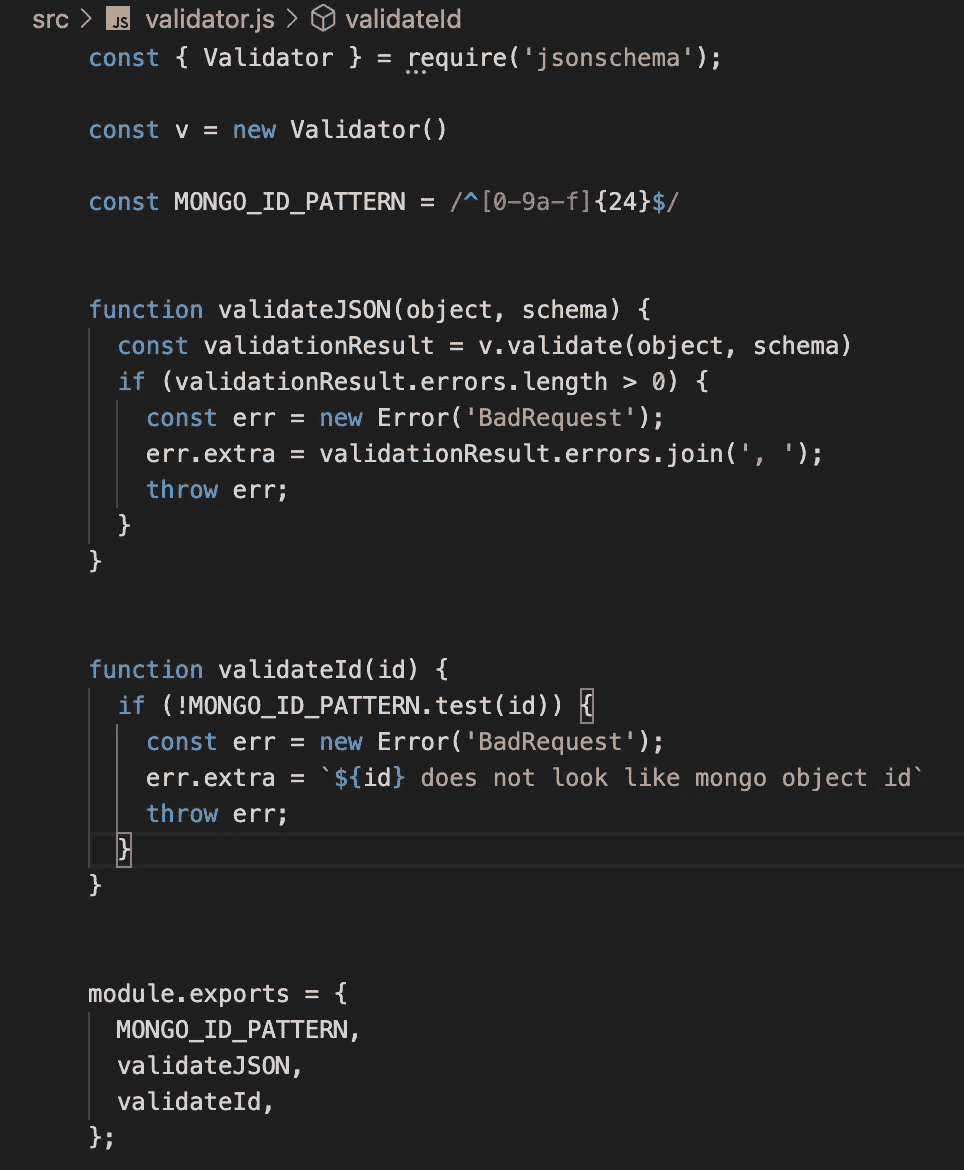 src > JS validator.js > validateId
const { Validator } = require('jsonschema');
const v = new Validator()
const MONGO_ID_PATTERN = /^[0-9a-f]{24}$/
function validateJSON(object, schema) {
  const validationResult = v.validate(object, schema)
  if (validationResult.errors.length > 0) {
    const err = new Error('BadRequest');
    err.extra = validationResult.errors.join(', ');
    throw err;
  }
}
function validateId(id) {
  if (!MONGO_ID_PATTERN.test(id)) {
    const err = new Error('BadRequest');
    err.extra = `${id} does not look like mongo object id`
    throw err;
  }
}
module.exports = {
  MONGO_ID_PATTERN,
  validateJSON,
  validateId,
};